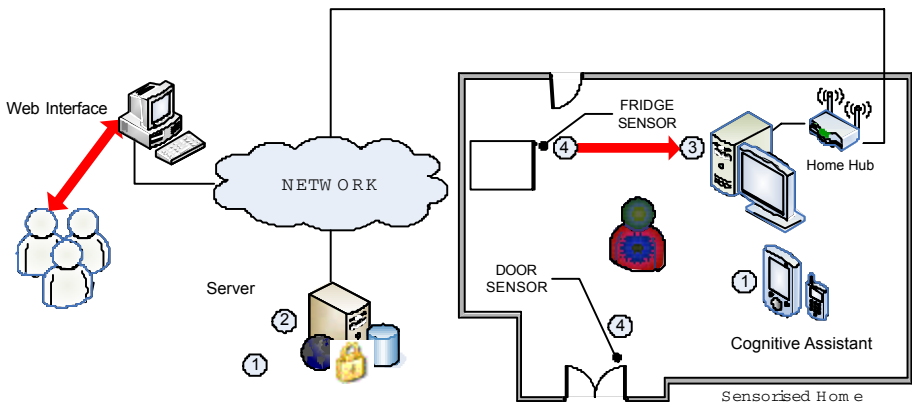 Web Interface
NETWORK
Server
2
1
FRIDGE
SENSOR
4
3
Home Hub
DOOR
SENSOR
4
1
Cognitive Assistant
Sensorised Home